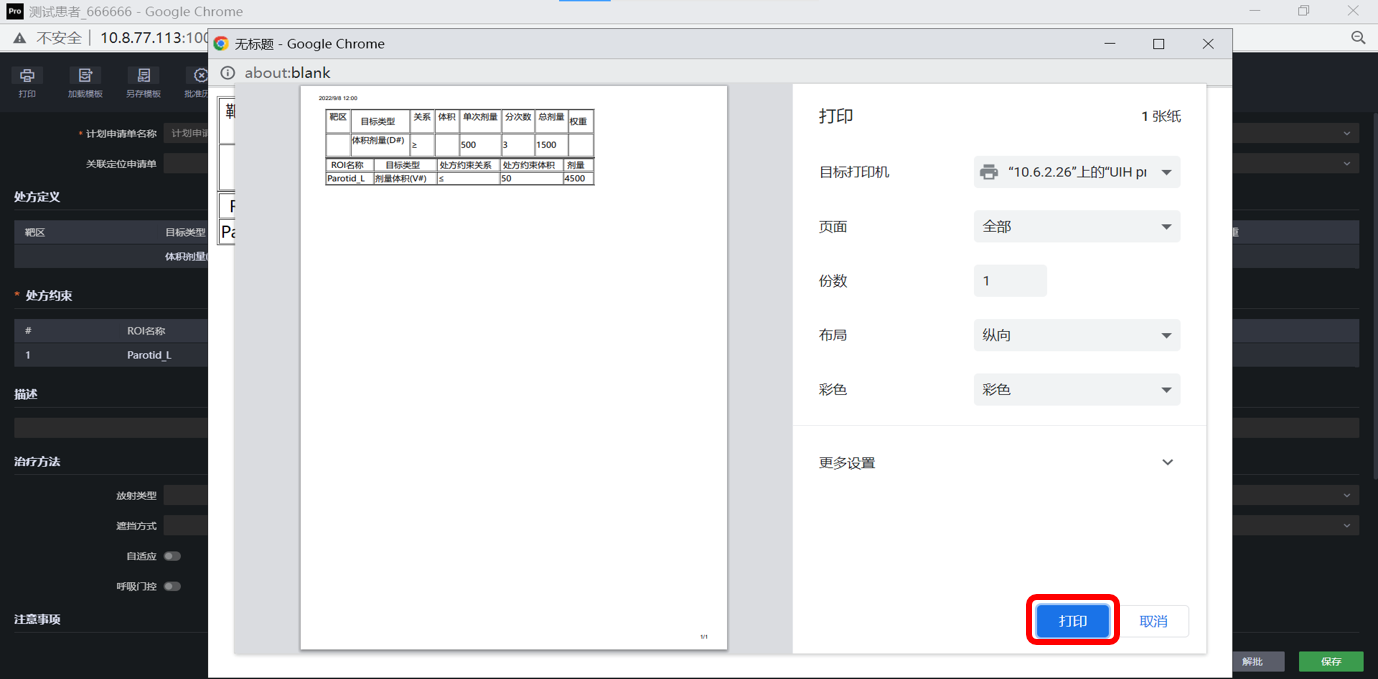 Pro 测试患者_666666 - Google Chrome
不安全 10.8.77.113:100
打印 加载模板 另存模板 批准历
* 计划申请单名称 计划申请
关联定位申请单
处方定义
靶区 目标类型
体积剂量(
* 处方约束
# ROI名称
1 Parotid_L
描述
治疗方法
放射类型
遮挡方式
自适应
呼吸门控
注意事项
无标题 - Google Chrome
about:blank
Pa
2022/9/8 12:00
靶区 目标类型 关系 体积 单次剂量 分次数 总剂量 权重
体积剂量(D#) ≥ 500 3 1500
ROI名称 目标类型 处方约束关系 处方约束体积 剂量
Parotid_L 剂量体积(V#) ≤ 50 4500
1/1
打印 1 张纸
目标打印机 “10.6.2.26”上的“UIH pr
页面 全部
份数 1
布局 纵向
彩色 彩色
更多设置
打印 取消
解批 保存